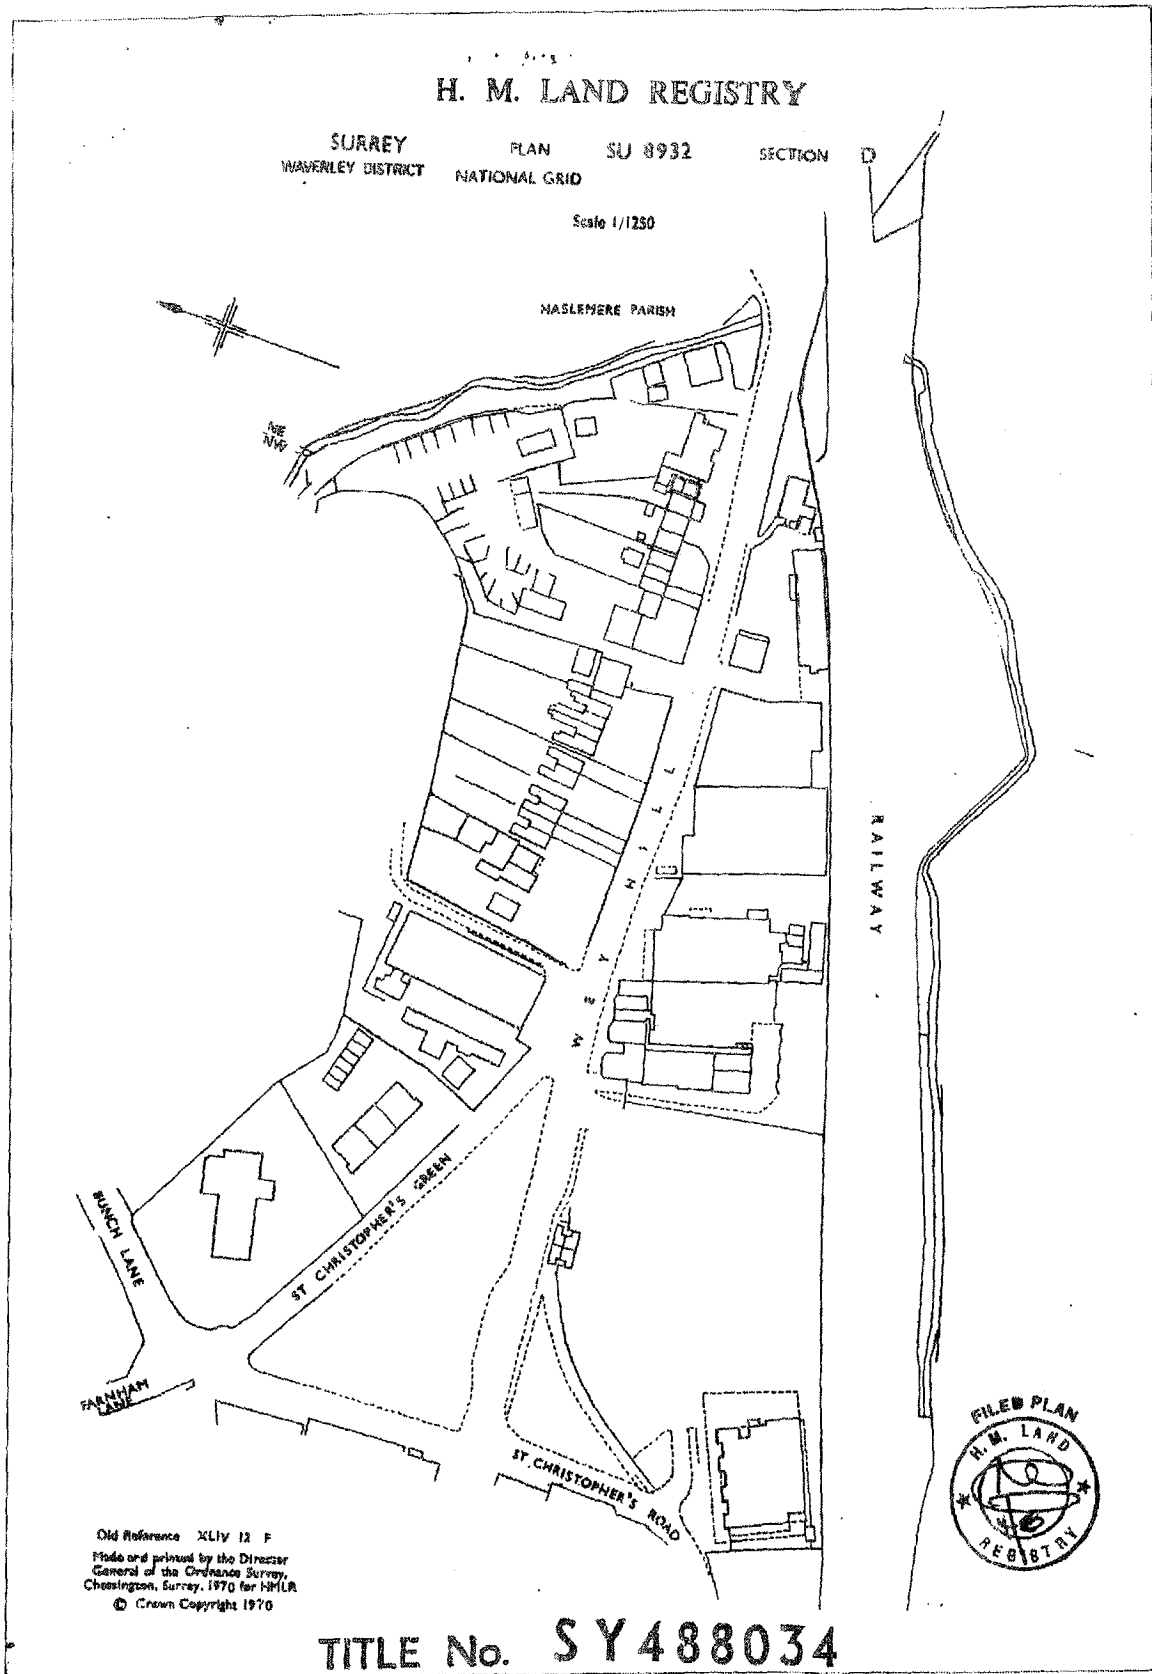 H. M. LAND REGISTRY
SURREY PLAN SU 8932 SECTION D
WAVERLEY DISTRICT NATIONAL GRID
Scale 1/1250
HASLEMERE PARISH
NE
NW
WEY HILL
RAILWAY
ST CHRISTOPHER'S GREEN
BUNCH LANE
FARNHAM
LANE
ST. CHRISTOPHER'S ROAD
FILED PLAN
H. M. LAND
REGISTRY
Old Reference XLIV 12 F
Made and printed by the Director
General of the Ordnance Survey,
Chessington, Surrey, 1970 for HMLR
© Crown Copyright 1970
TITLE No. SY488034